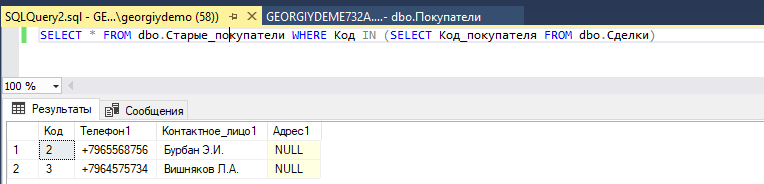 SQLQuery2.sql - GE...\georgiydemo (58)) GEORGIYDEME732A....- dbo.Покупатели
SELECT * FROM dbo.Старые_покупатели WHERE Код IN (SELECT Код_покупателя FROM dbo.Сделки)
100 %
Результаты Сообщения
Код Телефон1 Контактное_лицо1 Адрес1
1 2 +7965568756 Бурбан Э.И. NULL
2 3 +7964575734 Вишняков Л.А. NULL